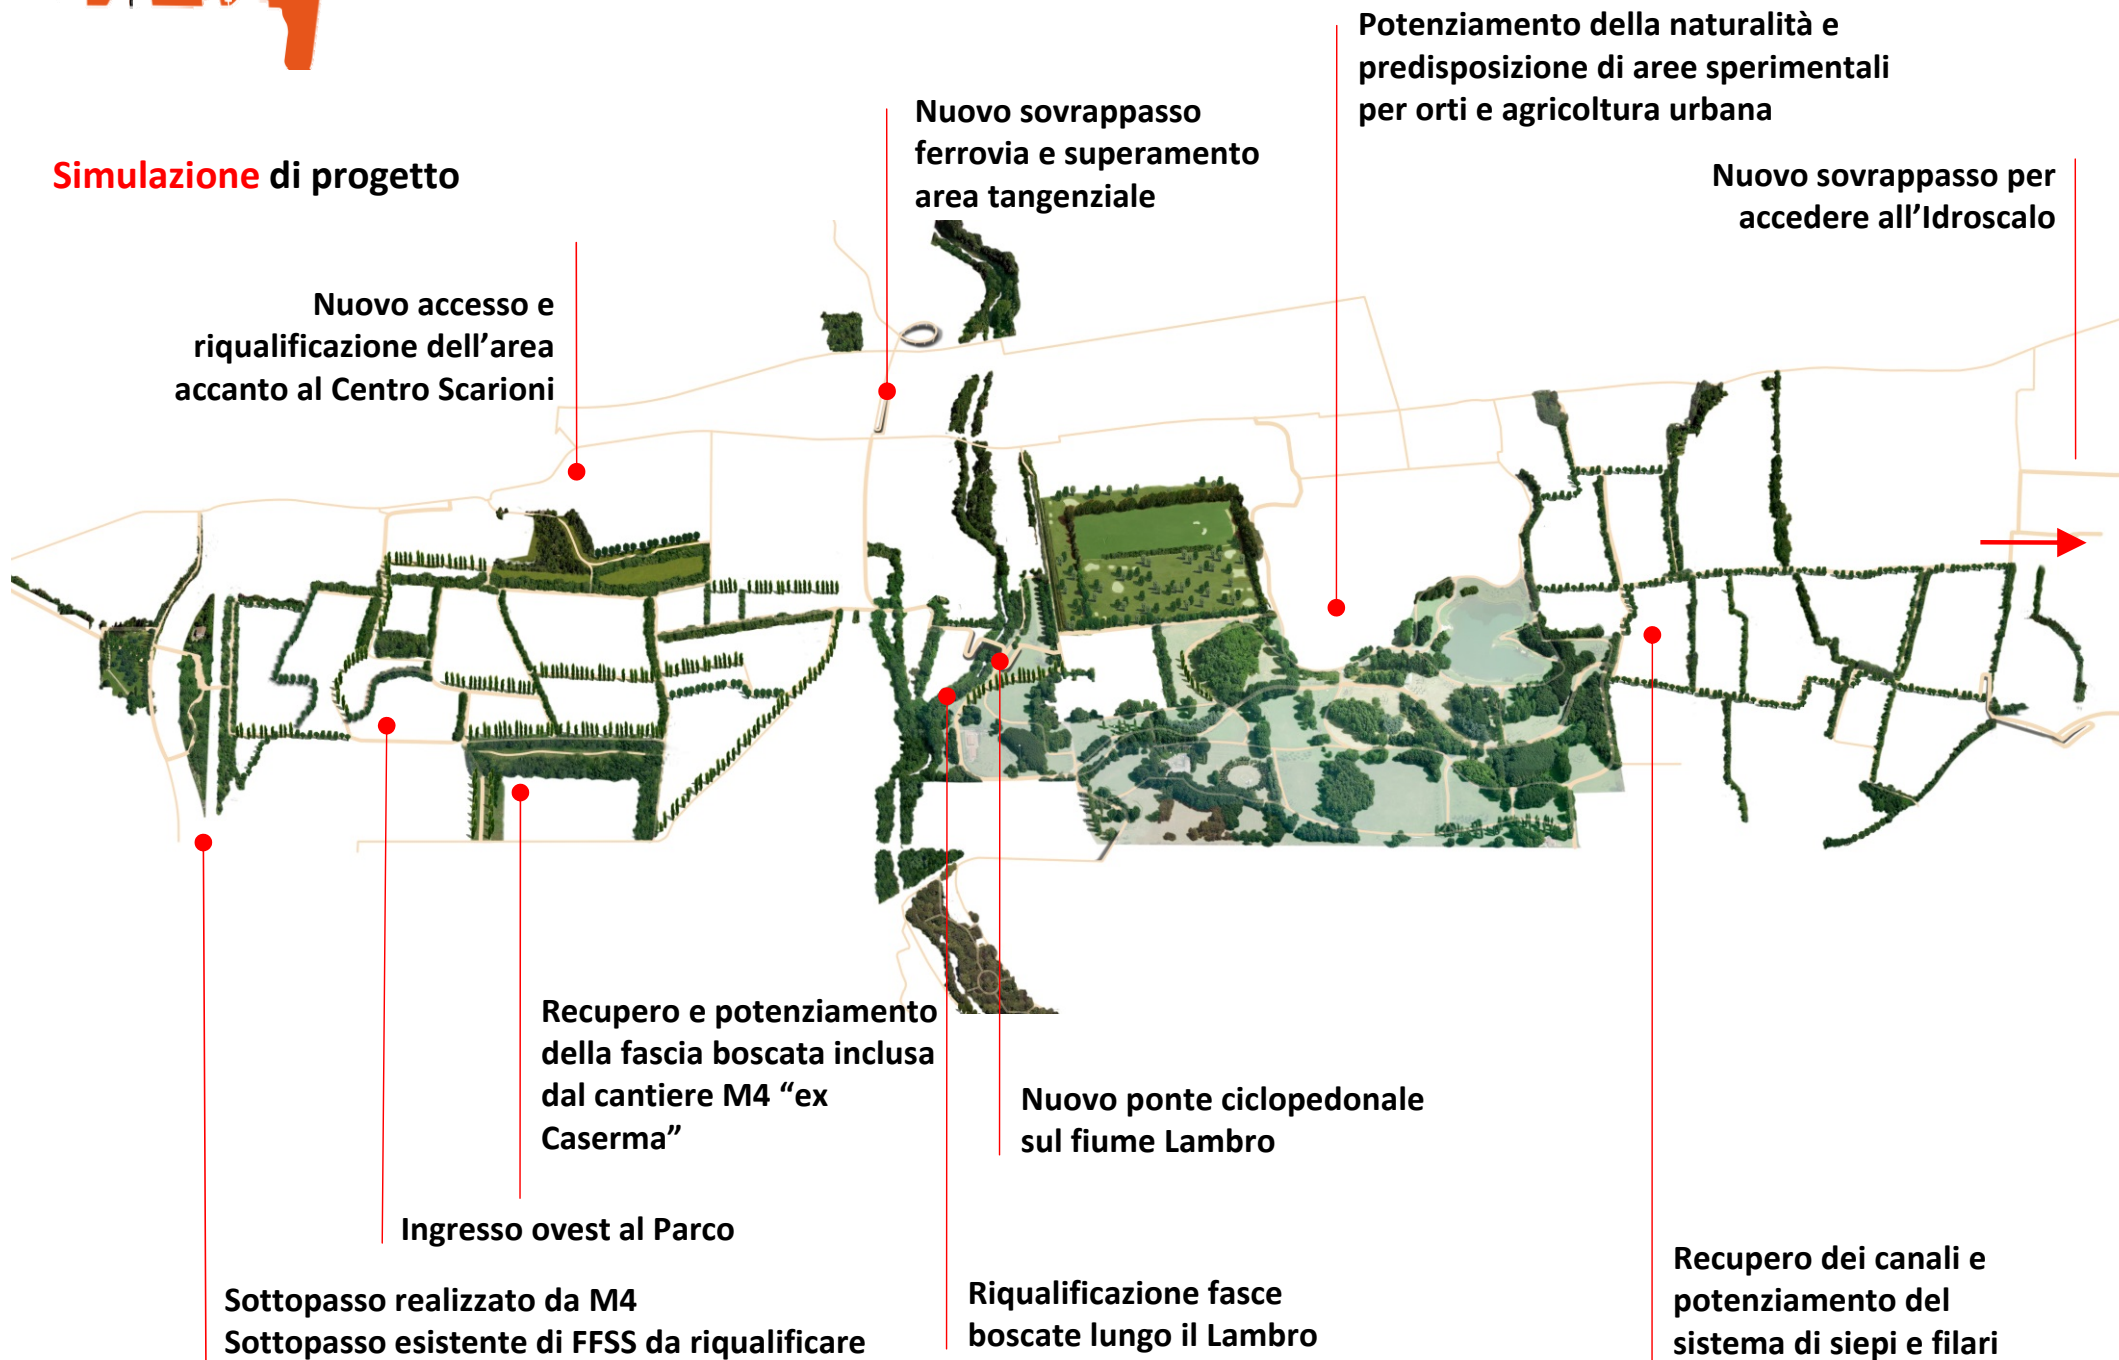 Potenziamento della naturalità e
predisposizione di aree sperimentali
per orti e agricoltura urbana
Nuovo sovrappasso
ferrovia e superamento
area tangenziale
Simulazione di progetto
Nuovo sovrappasso per
accedere all’Idroscalo
Nuovo accesso e
riqualificazione dell’area
accanto al Centro Scarioni
Recupero e potenziamento
della fascia boscata inclusa
dal cantiere M4 “ex
Caserma”
Nuovo ponte ciclopedonale
sul fiume Lambro
Ingresso ovest al Parco
Sottopasso realizzato da M4
Sottopasso esistente di FFSS da riqualificare
Riqualificazione fasce
boscate lungo il Lambro
Recupero dei canali e
potenziamento del
sistema di siepi e filari